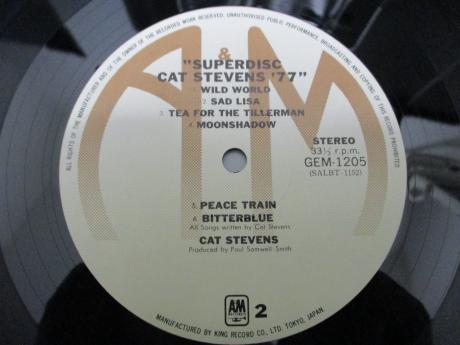 ALL RIGHTS OF THE MANUFACTURER AND OF THE OWNER OF THE RECORDED WORK RESERVED. UNAUTHORISED PUBLIC PERFORMANCE, BROADCASTING AND COPYING OF THIS RECORD PROHIBITED
A&M
"SUPERDISC
CAT STEVENS '77"
1. WILD WORLD
2. SAD LISA
3. TEA FOR THE TILLERMAN
4. MOONSHADOW
STEREO
33⅓ r.p.m.
GEM-1205
(SALBT-1152)
5. PEACE TRAIN
6. BITTERBLUE
All Songs written by Cat Stevens
CAT STEVENS
Produced by Paul Samwell-Smith
A&M
RECORDS
2
MANUFACTURED BY KING RECORD CO., LTD. TOKYO, JAPAN.